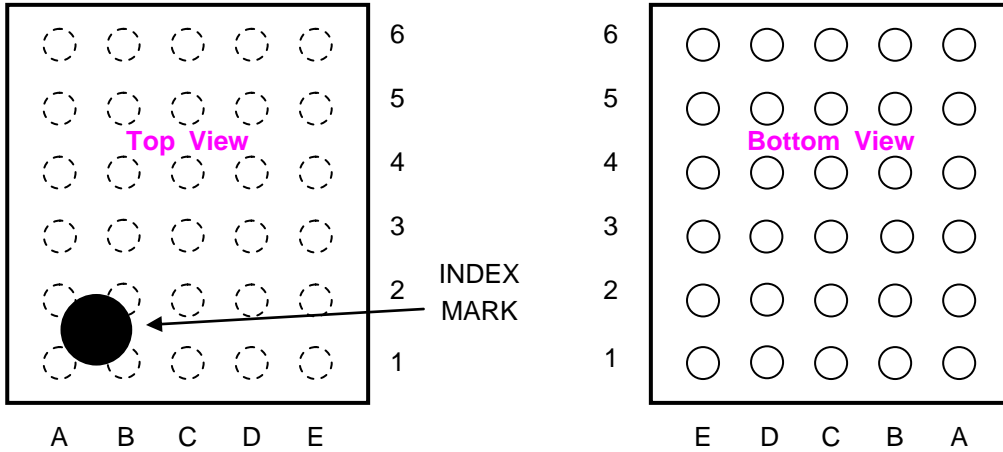 6 6
5 5
Top View Bottom View
4 4
3 3
INDEX
2 2
MARK
1 1
A B C D E E D C B A